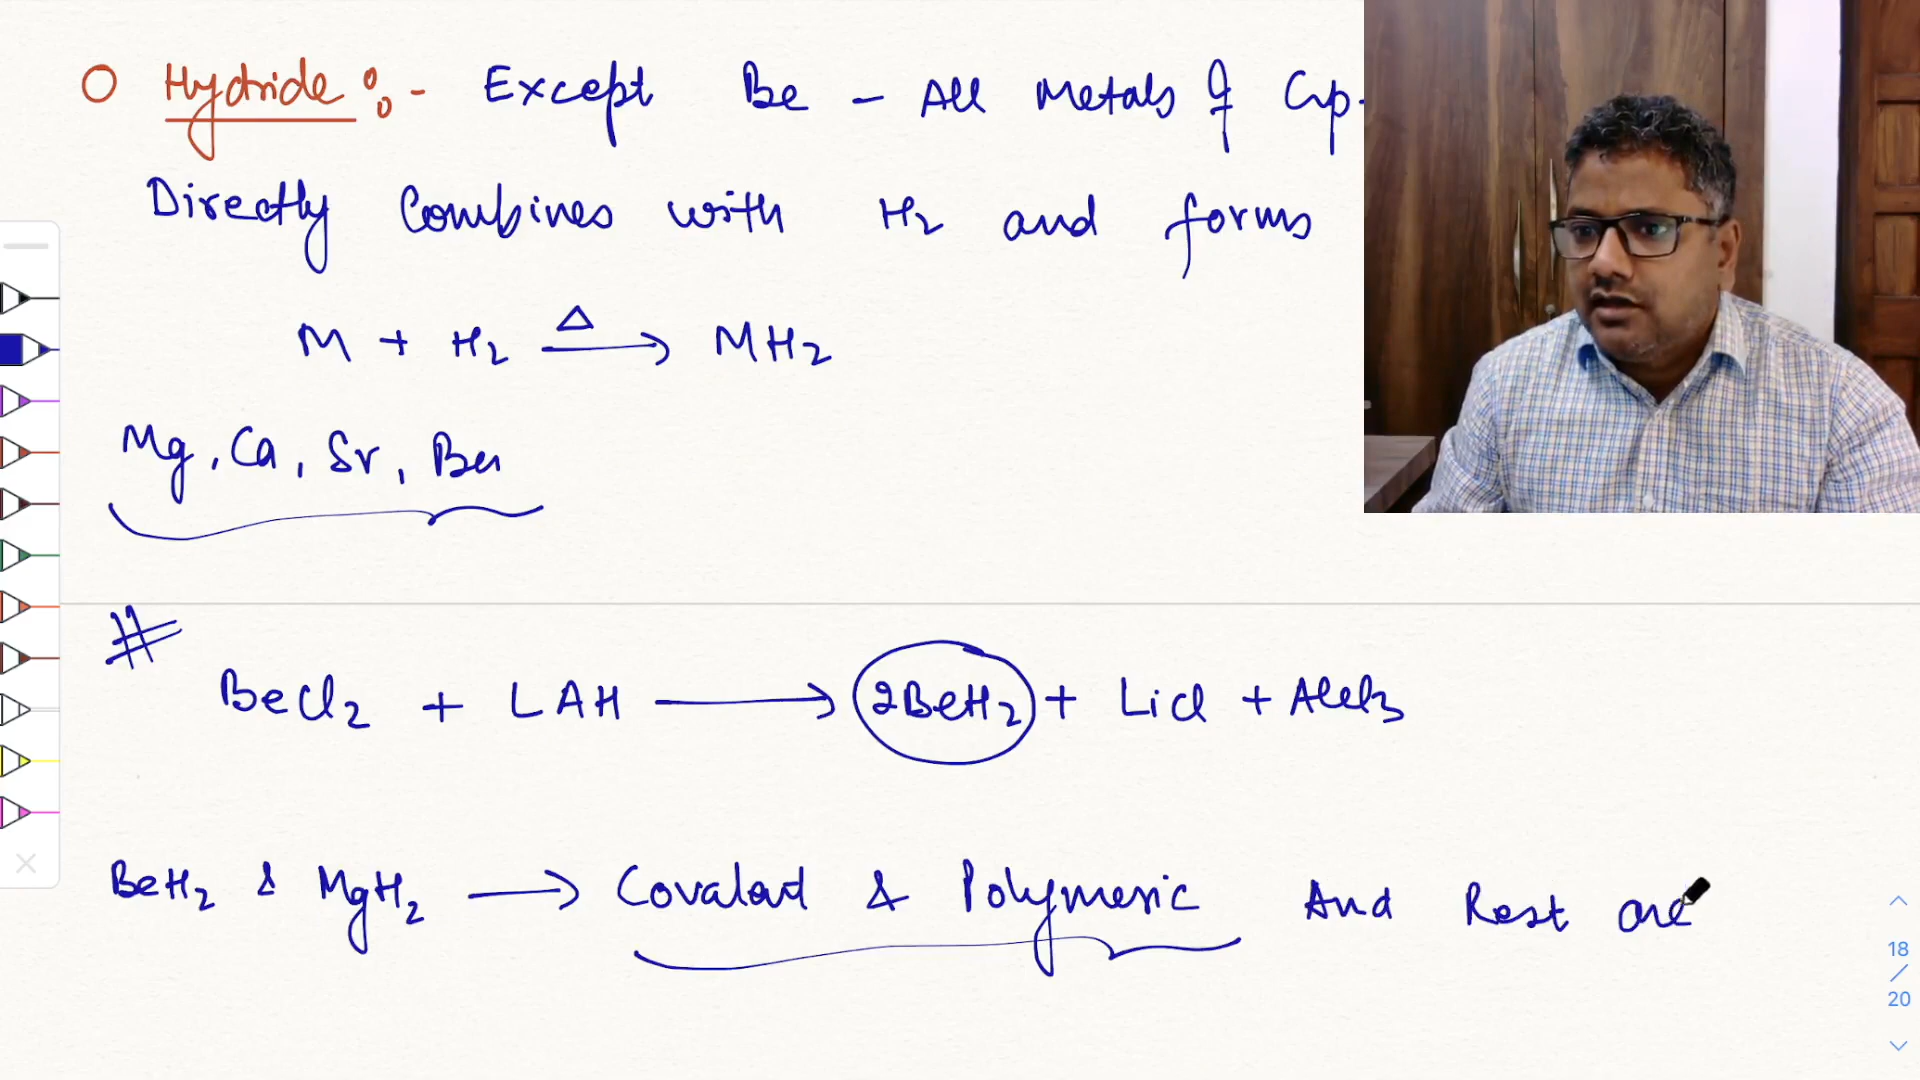 Hydride :- Except Be - All Metals of Gp.
Directly Combines with H2 and forms
M + H2 Δ → MH2
Mg, Ca, Sr, Ba
#
BeCl2 + LAH → 2BeH2 + LiCl + AlCl3
BeH2 & MgH2 → Covalent & Polymeric And Rest are
18
/
20